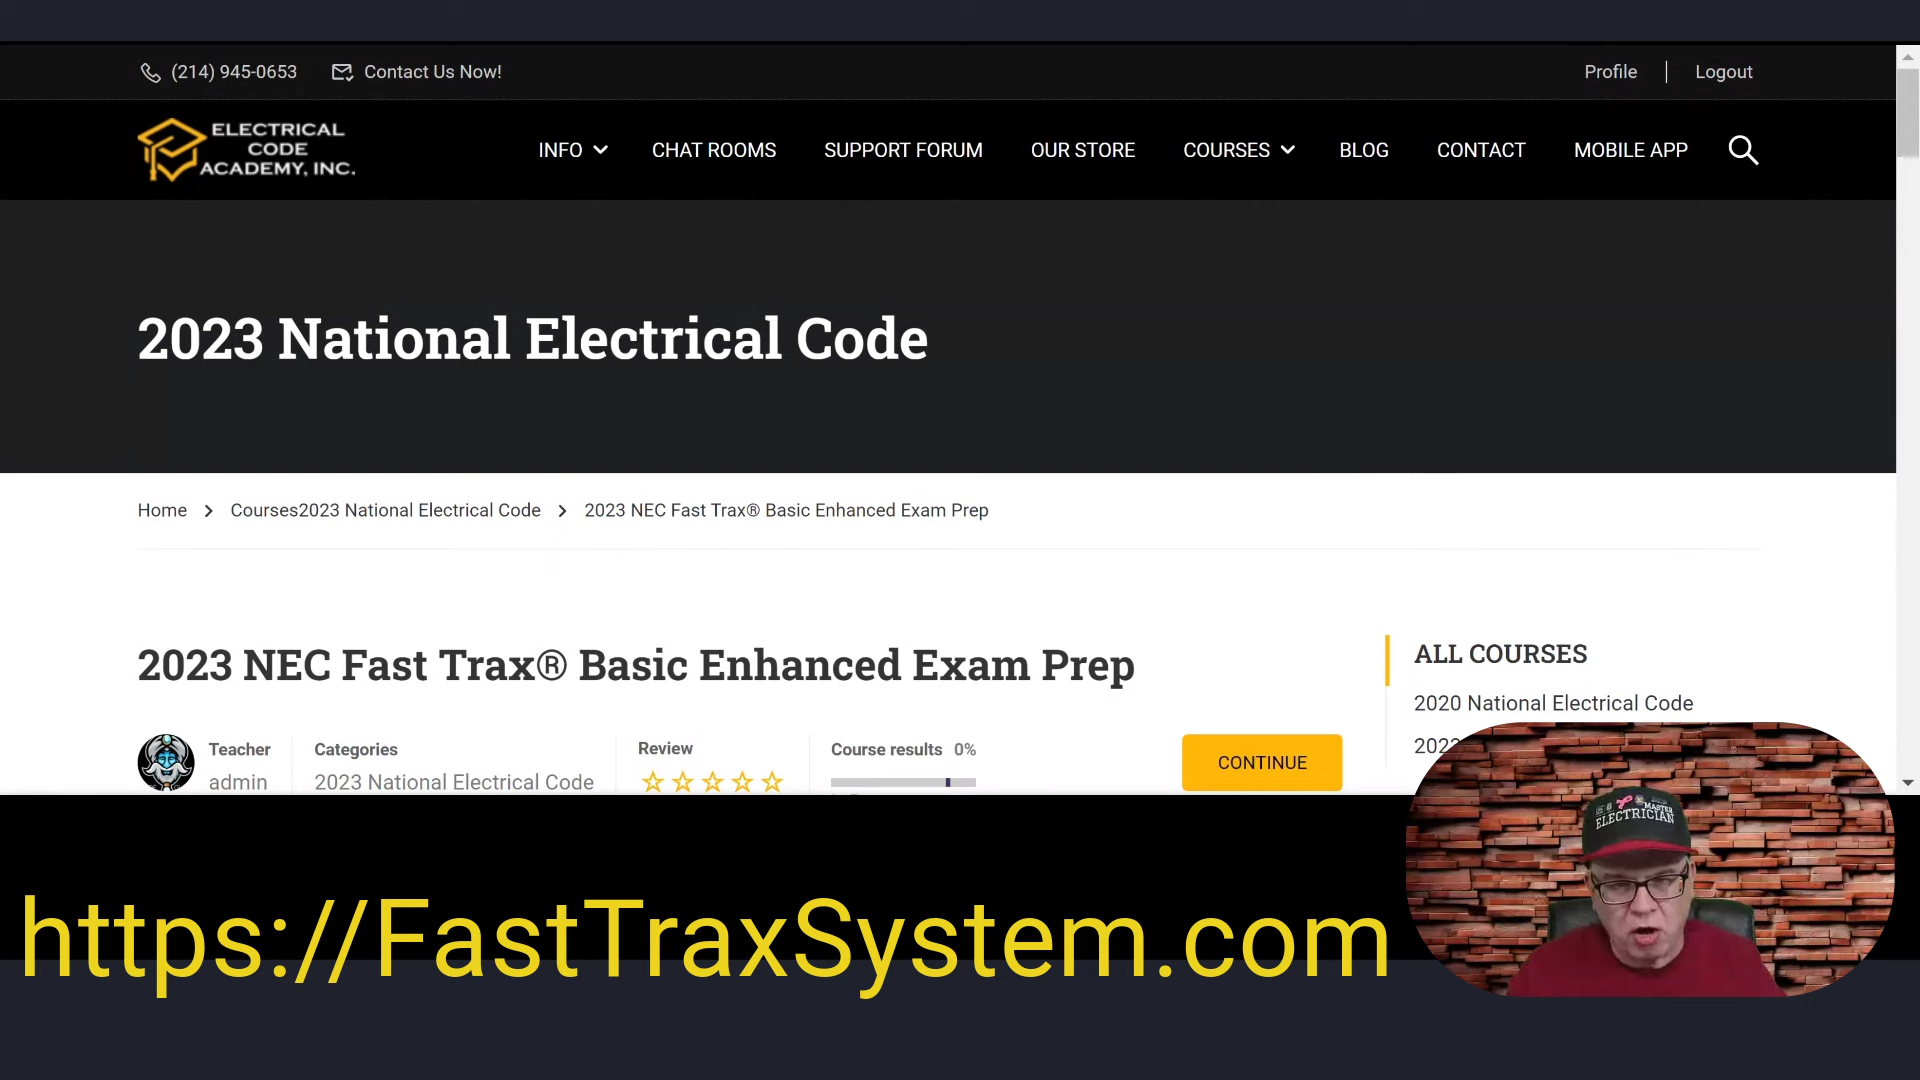 (214) 945-0653 Contact Us Now! Profile Logout
ELECTRICAL
CODE
ACADEMY, INC.
INFO CHAT ROOMS SUPPORT FORUM OUR STORE COURSES BLOG CONTACT MOBILE APP
2023 National Electrical Code
Home > Courses2023 National Electrical Code > 2023 NEC Fast Trax® Basic Enhanced Exam Prep
2023 NEC Fast Trax® Basic Enhanced Exam Prep
ALL COURSES
2020 National Electrical Code
Teacher
admin
Categories
2023 National Electrical Code
Review
Course results 0%
CONTINUE
MASTER
ELECTRICIAN
https://FastTraxSystem.com